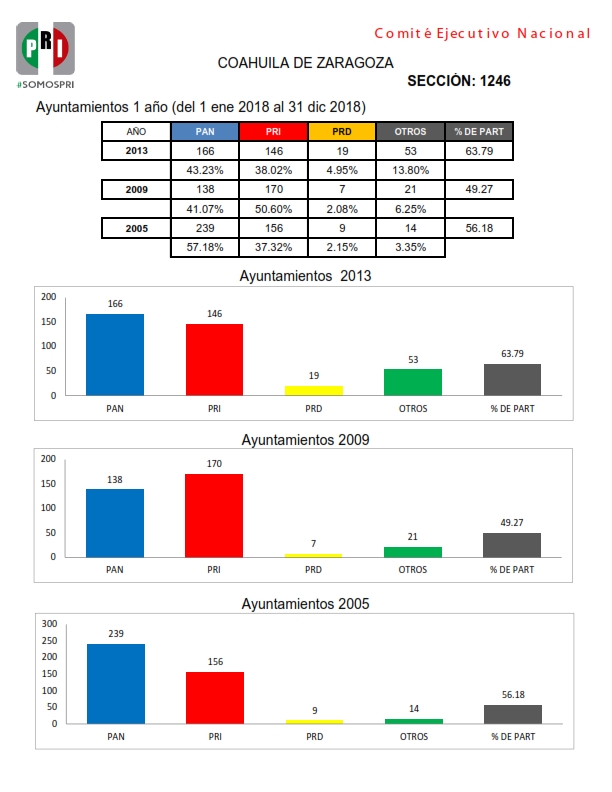 Comité Ejecutivo Nacional
PRI
#SOMOSPRI
COAHUILA DE ZARAGOZA
SECCIÓN: 1246
Ayuntamientos 1 año (del 1 ene 2018 al 31 dic 2018)
AÑO PAN PRI PRD OTROS % DE PART
2013 166 146 19 53 63.79
43.23% 38.02% 4.95% 13.80%
2009 138 170 7 21 49.27
41.07% 50.60% 2.08% 6.25%
2005 239 156 9 14 56.18
57.18% 37.32% 2.15% 3.35%
Ayuntamientos 2013
200
150
100
50
0
166 146 19 53 63.79
PAN PRI PRD OTROS % DE PART
Ayuntamientos 2009
200
150
100
50
0
138 170 7 21 49.27
PAN PRI PRD OTROS % DE PART
Ayuntamientos 2005
300
250
200
150
100
50
0
239 156 9 14 56.18
PAN PRI PRD OTROS % DE PART